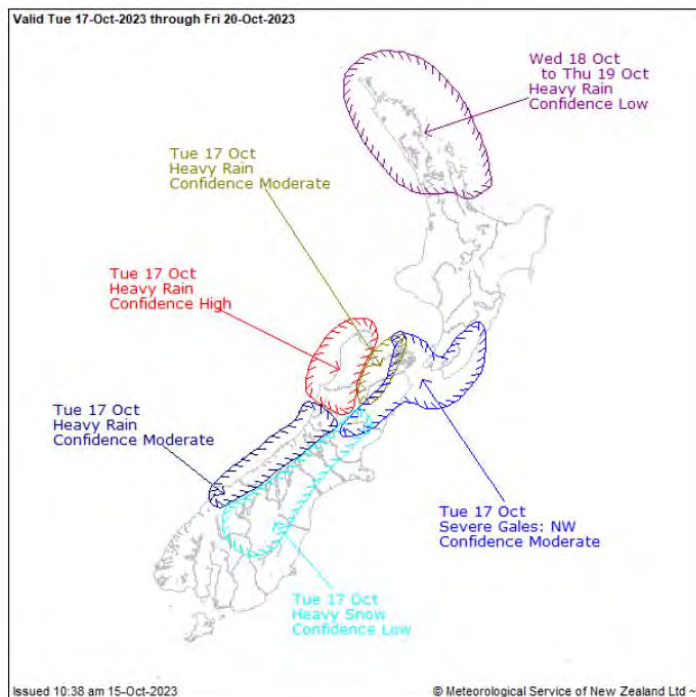 Valid Tue 17-Oct-2023 through Fri 20-Oct-2023
Wed 18 Oct
to Thu 19 Oct
Heavy Rain
Confidence Low
Tue 17 Oct
Heavy Rain
Confidence Moderate
Tue 17 Oct
Heavy Rain
Confidence High
Tue 17 Oct
Heavy Rain
Confidence Moderate
Tue 17 Oct
Severe Gales: NW
Confidence Moderate
Tue 17 Oct
Heavy Snow
Confidence Low
Issued 10:38 am 15-Oct-2023
© Meteorological Service of New Zealand Ltd ~